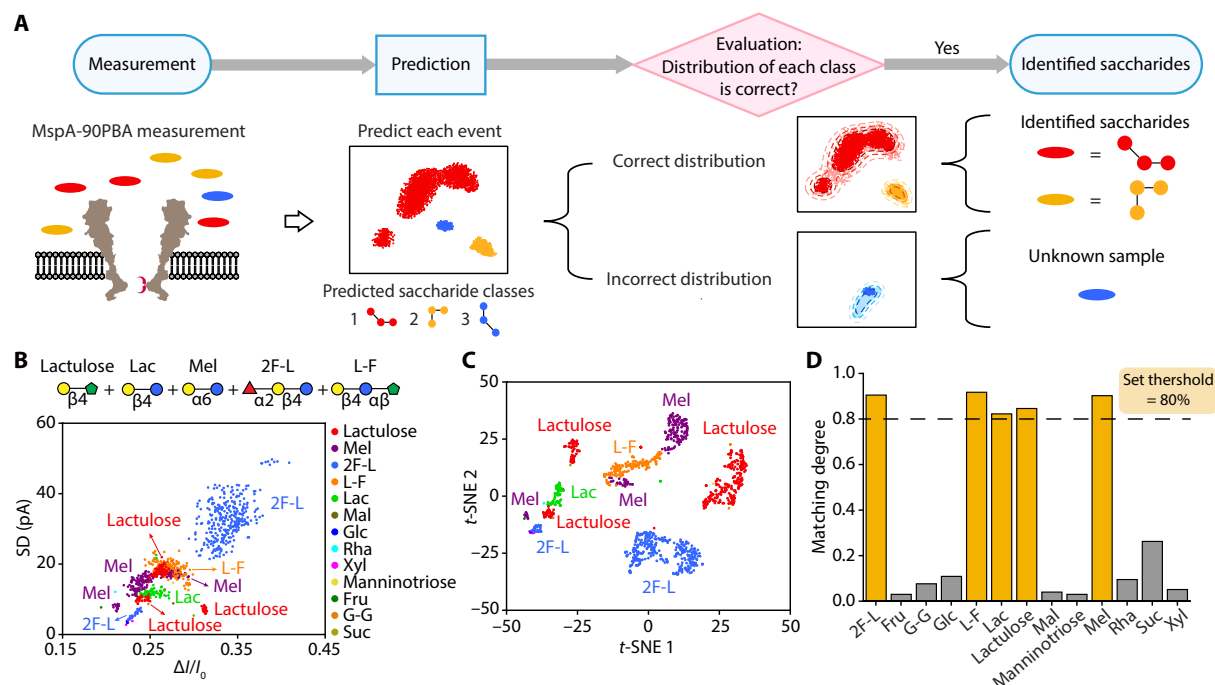 A
Measurement
Prediction
Evaluation:
Distribution of each class
is correct?
Yes
Identified saccharides
MspA-90PBA measurement
Predict each event
Correct distribution
Incorrect distribution
Identified saccharides
=
=
Unknown sample
Predicted saccharide classes
1 2 3
B
Lactulose Lac Mel 2F-L L-F
+ + + +
β4 β4 α6 α2 β4 β4 αβ
SD (pA)
60
40
20
0
0.15 0.25 0.35 0.45
ΔI/I0
2F-L
Lactulose
Mel
L-F
Mel
Mel
Lac
Lactulose
2F-L
Lactulose
Lactulose
Mel
2F-L
L-F
Lac
Mal
Glc
Rha
Xyl
Manninotriose
Fru
G-G
Suc
C
t-SNE 2
50
25
0
−25
−50
−50 −25 0 25 50
t-SNE 1
Mel
Lactulose
L-F
Lactulose
Mel
Lac
Mel
Lactulose
2F-L
2F-L
D
Set thershold
= 80%
Matching degree
1.0
0.8
0.6
0.4
0.2
0.0
2F-L
Fru
G–G
Glc
L-F
Lac
Lactulose
Mal
Manninotriose
Mel
Rha
Suc
Xyl